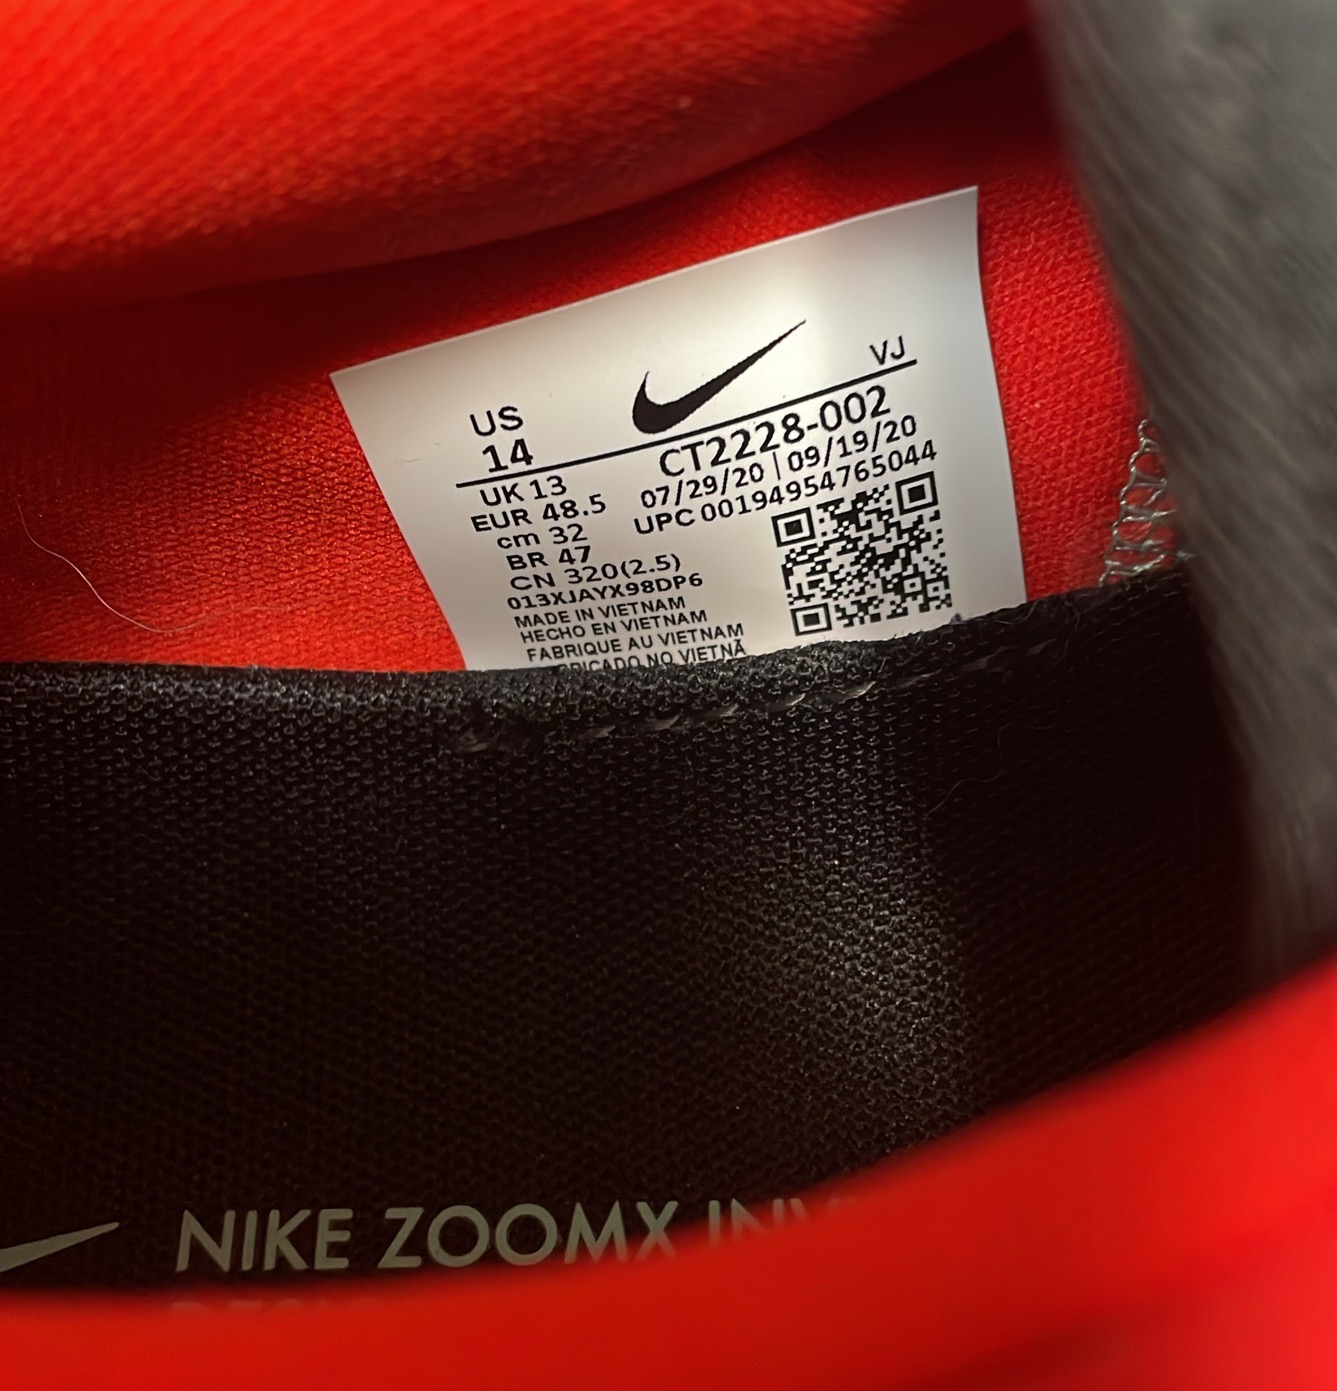 US
14
VJ
UK 13
EUR 48.5
cm 32
BR 47
CN 320(2.5)
013XJAYX98DP6
MADE IN VIETNAM
HECHO EN VIETNAM
FABRIQUE AU VIETNAM
NO VIETNÃ
CT2228-002
07/29/20 | 09/19/20
UPC 00194954765044
NIKE ZOOMX